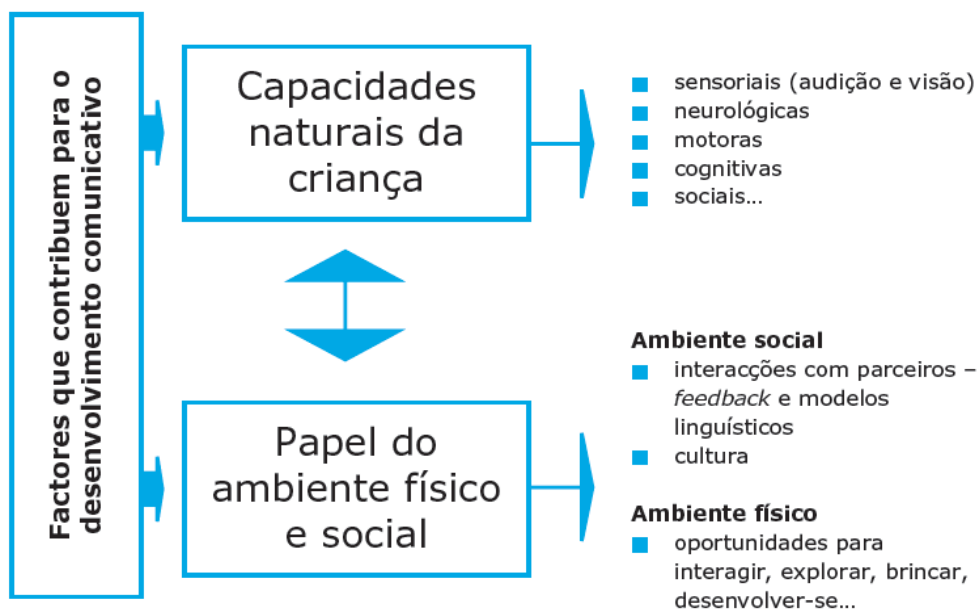 Factores que contribuem para o
desenvolvimento comunicativo
Capacidades
naturais da
criança
sensoriais (audição e visão)
neurológicas
motoras
cognitivas
sociais...
Papel do
ambiente físico
e social
Ambiente social
interacções com parceiros –
feedback e modelos
linguísticos
cultura
Ambiente físico
oportunidades para
interagir, explorar, brincar,
desenvolver-se...